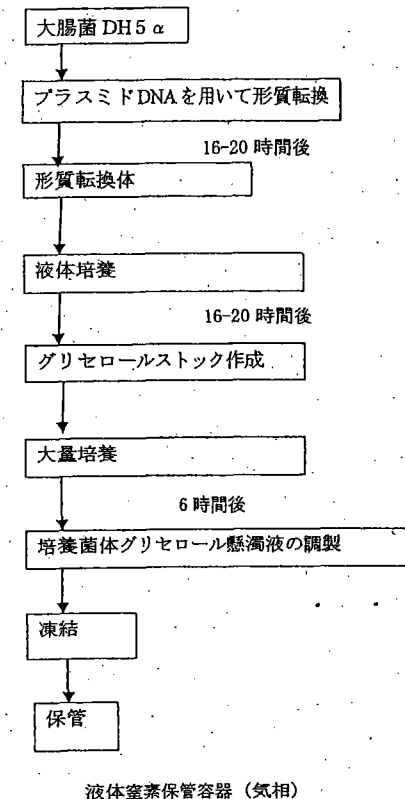 大腸菌 DH5 α
プラスミド DNA を用いて形質転換
16-20 時間後
形質転換体
液体培養
16-20 時間後
グリセロールストック作成
大量培養
6 時間後
培養菌体グリセロール懸濁液の調製
凍結
保管
液体窒素保管容器（気相）